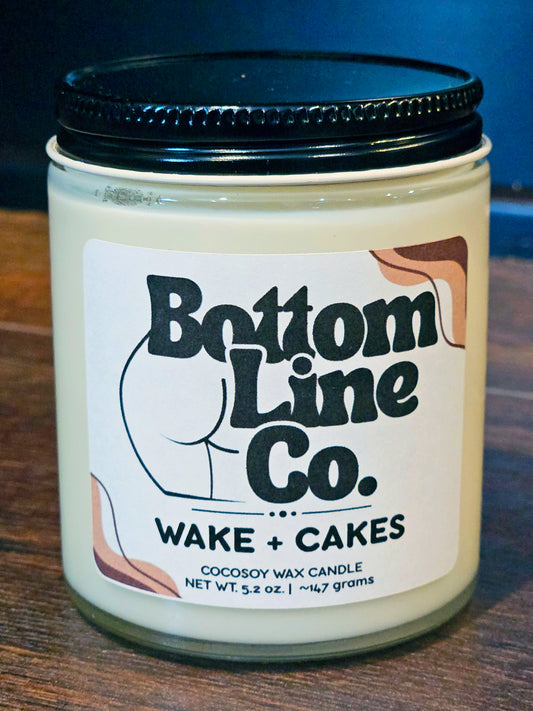 Bottom
Line
Co.
WAKE + CAKES
COCOSOY WAX CANDLE
NET WT. 5.2 oz. | ~147 grams